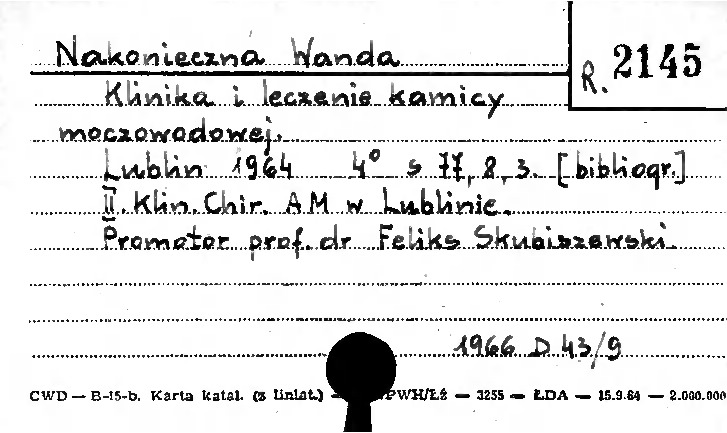 Nakonieczna Wanda
R. 2145
Klinika i leczenie kamicy
moczowodowej.
Lublin 1964 4° s 77, 8, 3. [bibliogr.]
II. Klin. Chir. AM w Lublinie.
Promotor prof. dr Feliks Skubiszewski.
1966 D 43/9
CWD — B-15-b. Karta katal. (z liniat.) — PWH/Łź — 3255 — ŁDA — 15.9.64 — 2.000.000